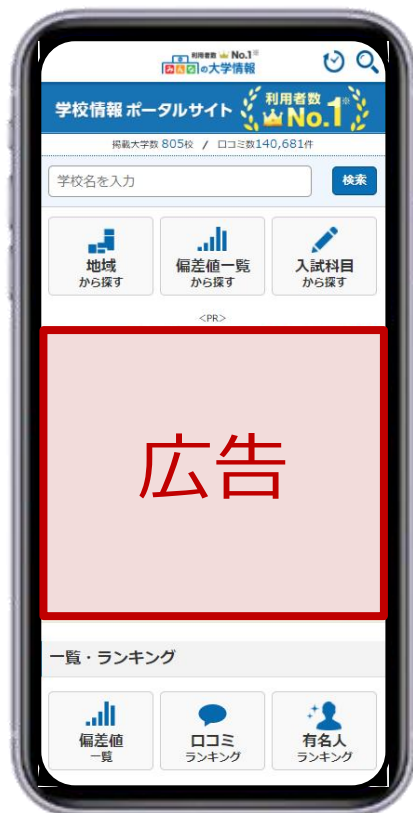 利用者数 No.1※
みんなの大学情報
学校情報 ポータルサイト 利用者数 No.1※
掲載大学数 805校 / 口コミ数140,681件
学校名を入力 検索
地域 偏差値一覧 入試科目
から探す から探す から探す
<PR>
広告
一覧・ランキング
偏差値 口コミ 有名人
一覧 ランキング ランキング